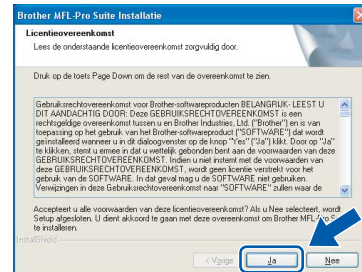 Brother MFL-Pro Suite Installatie
Licentieovereenkomst
Lees de onderstaande licentieovereenkomst zorgvuldig door.
Druk op de toets Page Down om de rest van de overeenkomst te zien.
Gebruiksrechtovereenkomst voor Brother-softwareproducten BELANGRIJK- LEEST U
DIT AANDACHTIG DOOR: Deze GEBRUIKSRECHTOVEREENKOMST is een
rechtsgeldige overeenkomst tussen u en Brother Industries, Ltd. ("Brother") en is van
toepassing op het gebruik van het Brother-softwareproduct ("SOFTWARE") dat wordt
geïnstalleerd wanneer u in dit dialoogvenster op de knop "Yes" ("Ja") klikt. Door op "Ja"
te klikken, stemt u ermee in dat u wettelijk gebonden bent aan de voorwaarden van deze
GEBRUIKSRECHTOVEREENKOMST. Indien u niet instemt met de voorwaarden van
deze GEBRUIKSRECHTOVEREENKOMST, wordt geen licentie verstrekt voor het
gebruik van de SOFTWARE. In dat geval mag u de SOFTWARE niet gebruiken.
Verwijzingen in deze Gebruiksrechtovereenkomst naar "SOFTWARE" zullen waar de
Accepteert u alle voorwaarden van deze licentieovereenkomst? Als u Nee selecteert, wordt
Setup afgesloten. U dient akkoord te gaan met deze overeenkomst om Brother MFL-Pro S
te installeren.
InstallShield
< Vorige
Ja
Nee